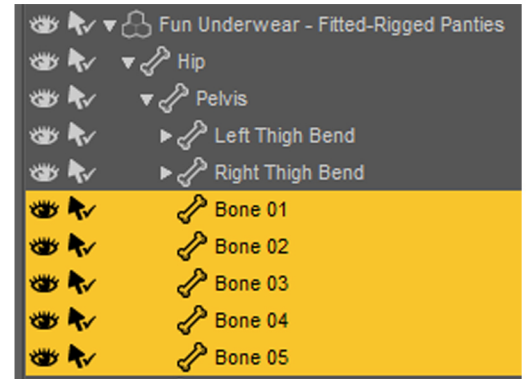 Fun Underwear - Fitted-Rigged Panties
Hip
Pelvis
Left Thigh Bend
Right Thigh Bend
Bone 01
Bone 02
Bone 03
Bone 04
Bone 05